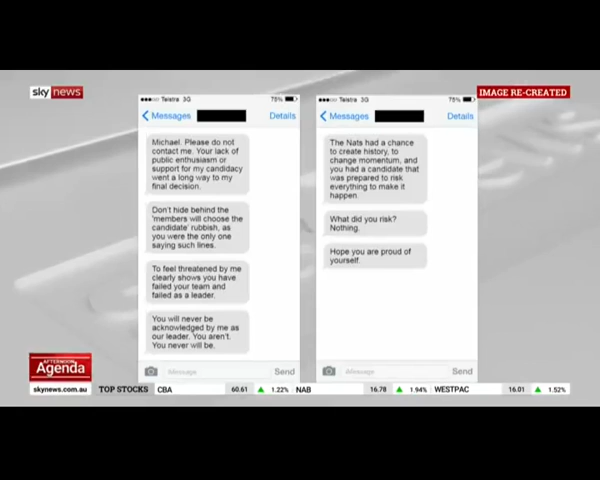 sky news
IMAGE RE-CREATED
Telstra 3G
75%
Messages
Details
Michael. Please do not
contact me. Your lack of
public enthusiasm or
support for my candidacy
went a long way to my
final decision.
Don't hide behind the
'members will choose the
candidate' rubbish, as
you were the only one
saying such lines.
To feel threatened by me
clearly shows you have
failed your team and
failed as a leader.
You will never be
acknowledged by me as
our leader. You aren't.
You never will be.
iMessage
Send
Telstra 3G
75%
Messages
Details
The Nats had a chance
to create history, to
change momentum, and
you had a candidate that
was prepared to risk
everything to make it
happen.
What did you risk?
Nothing.
Hope you are proud of
yourself.
iMessage
Send
AFTERNOON
Agenda
skynews.com.au TOP STOCKS CBA 60.61 1.22% NAB 16.78 1.94% WESTPAC 16.01 1.52%